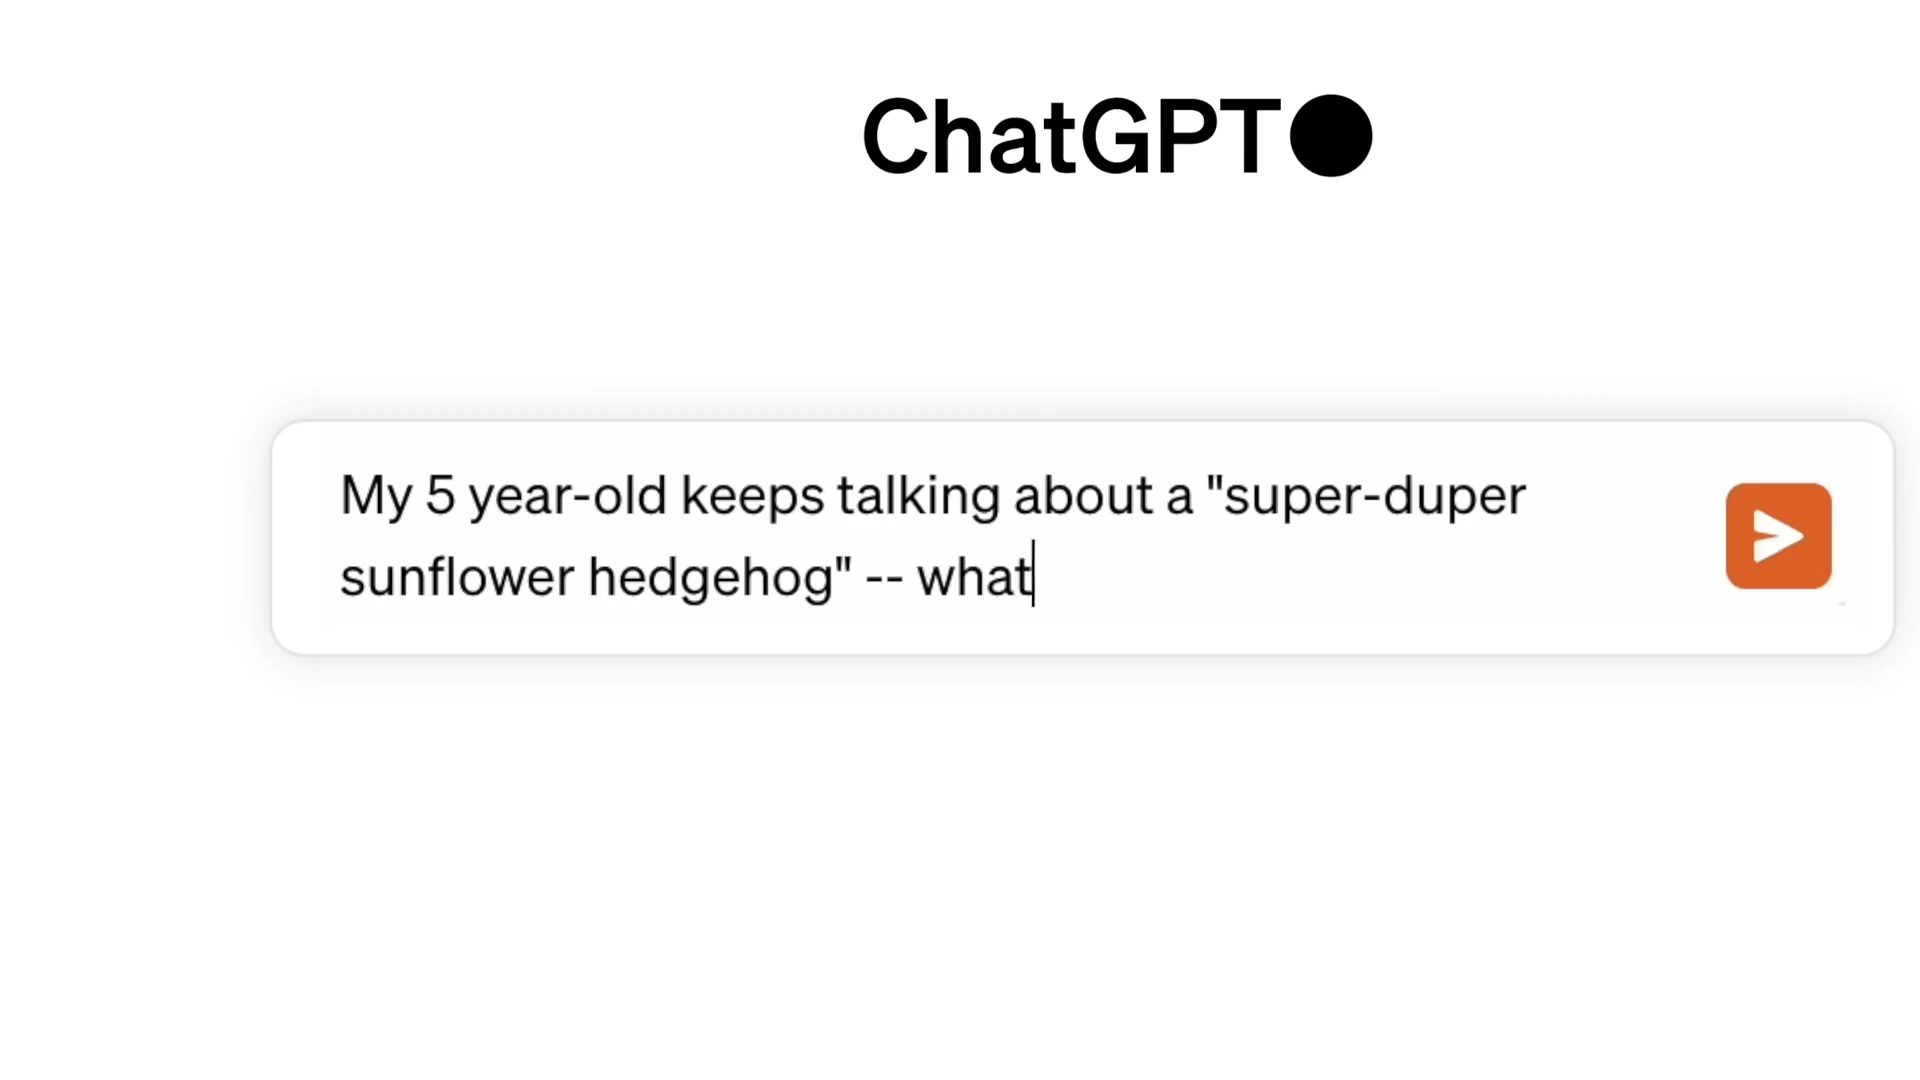 ChatGPT
My 5 year-old keeps talking about a "super-duper
sunflower hedgehog" -- what